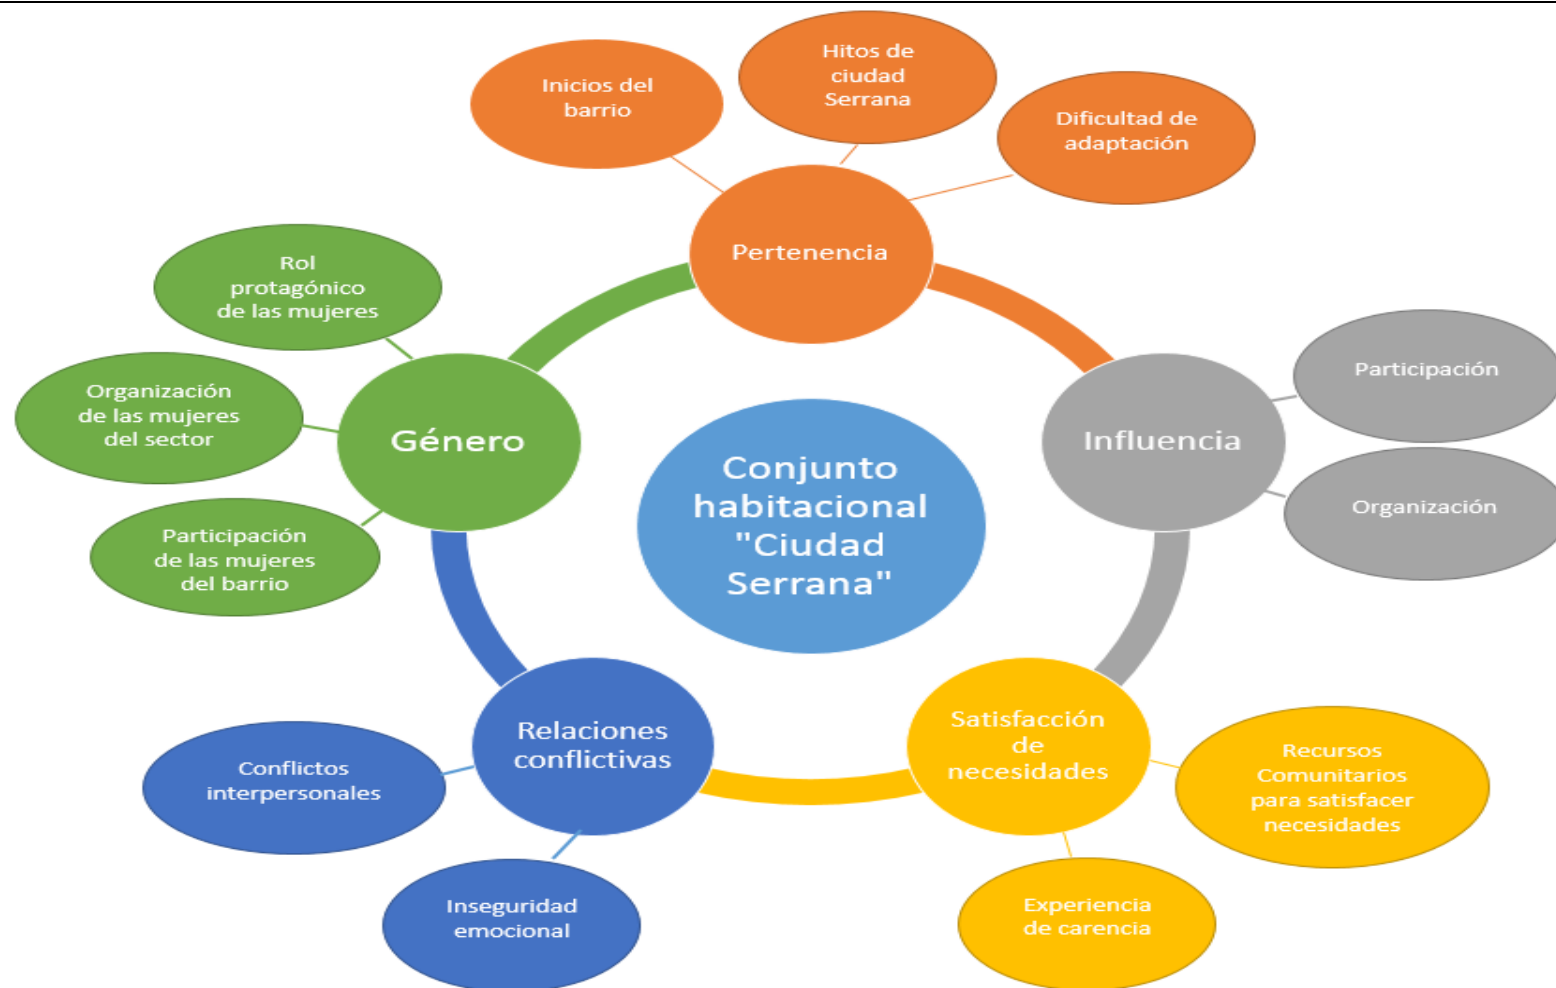 Hitos de
ciudad
Serrana
Inicios del
barrio
Dificultad de
adaptación
Pertenencia
Rol
protagónico
de las mujeres
Organización
de las mujeres
del sector
Participación
de las mujeres
del barrio
Género
Participación
Influencia
Organización
Conjunto
habitacional
"Ciudad
Serrana"
Relaciones
conflictivas
Conflictos
interpersonales
Inseguridad
emocional
Satisfacción
de
necesidades
Recursos
Comunitarios
para satisfacer
necesidades
Experiencia
de carencia